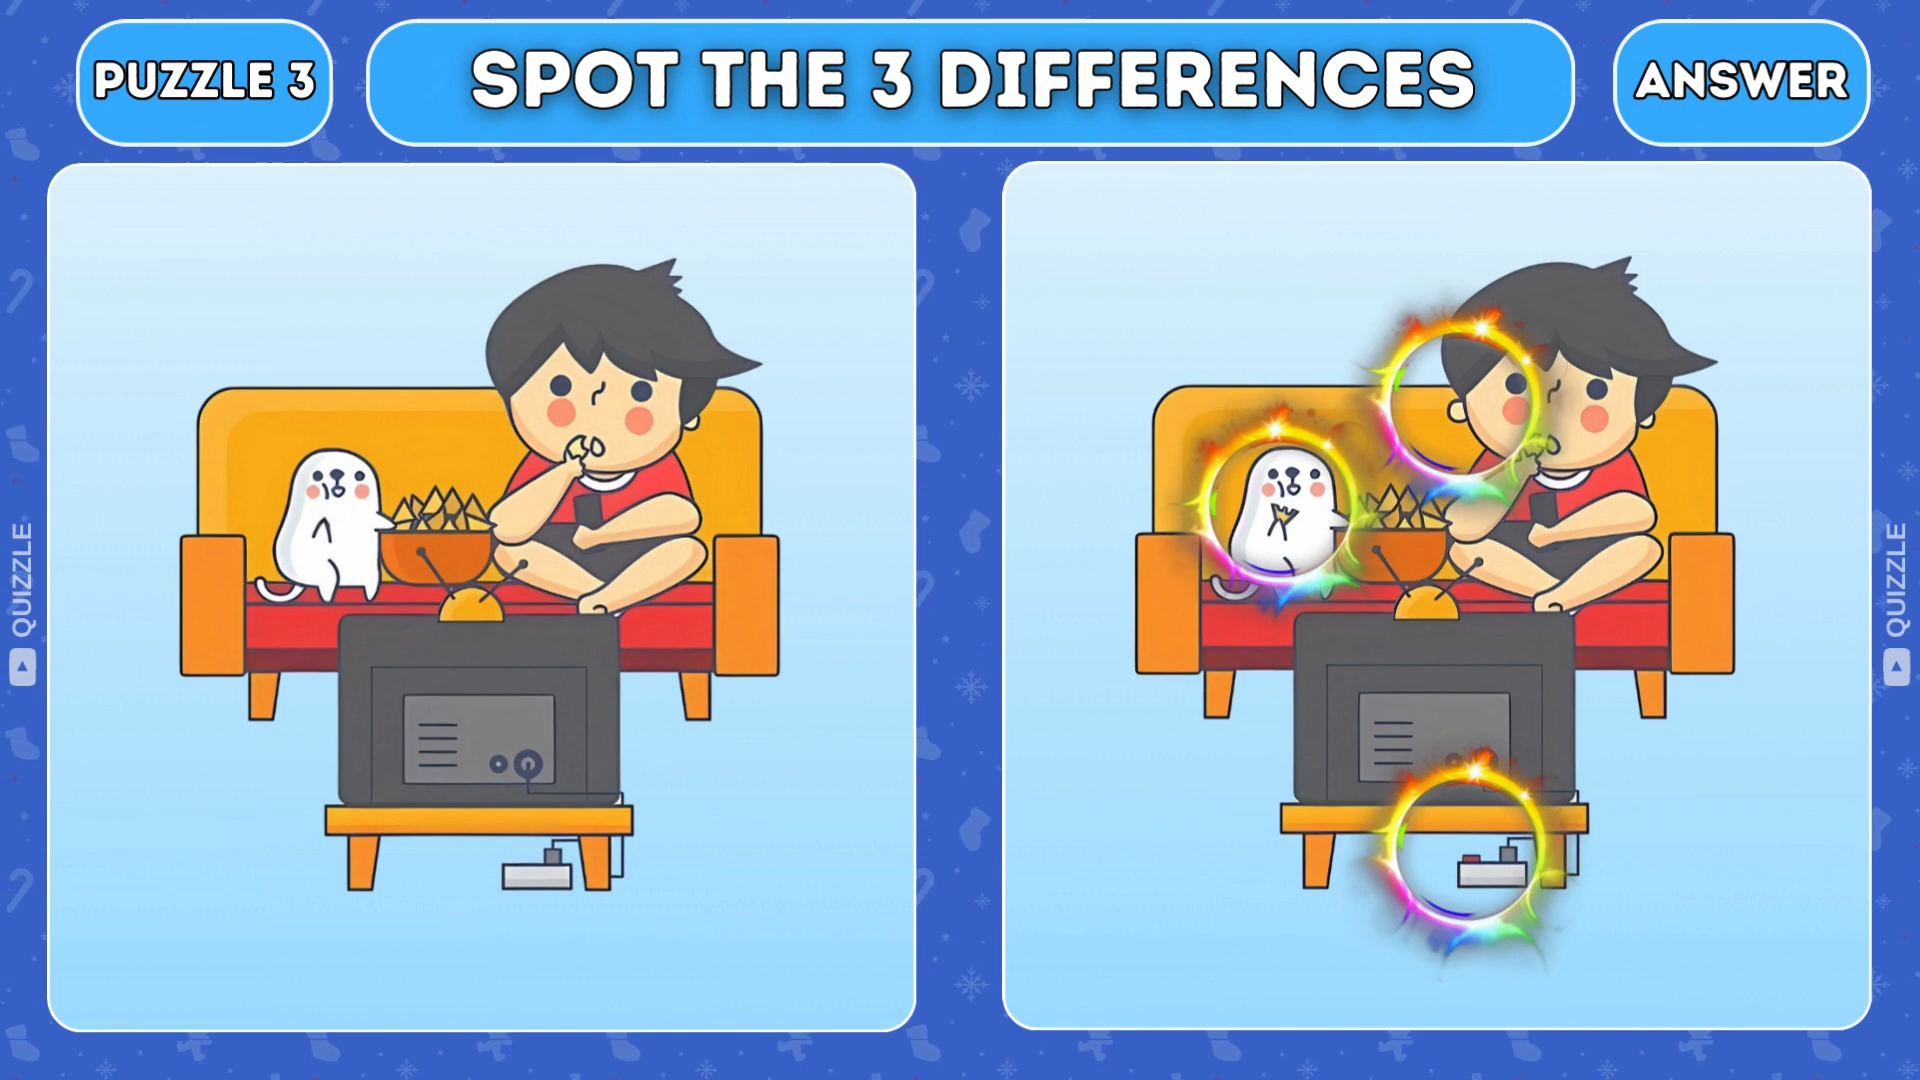 PUZZLE 3
SPOT THE 3 DIFFERENCES
ANSWER
QUIZZLE
QUIZZLE